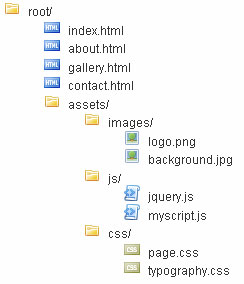 root/
index.html
about.html
gallery.html
contact.html
assets/
images/
logo.png
background.jpg
js/
jquery.js
myscript.js
css/
page.css
typography.css